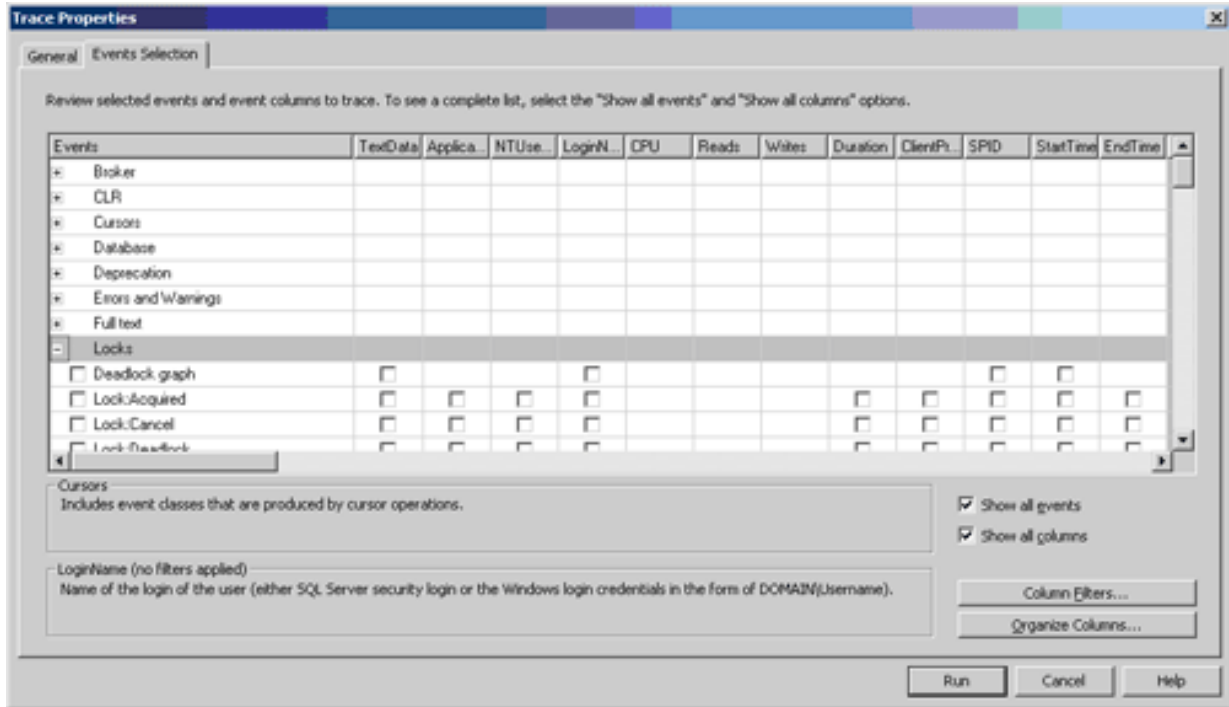 Trace Properties
General Events Selection
Review selected events and event columns to trace. To see a complete list, select the "Show all events" and "Show all columns" options.
Events TextData Applica... NTUse... LoginN... CPU Reads Writes Duration ClientPr... SPID StartTime EndTime
Broker
CLR
Cursors
Database
Deprecation
Errors and Warnings
Full text
Locks
Deadlock graph
Lock:Acquired
Lock:Cancel
Lock:Deadlock
Cursors
Includes event classes that are produced by cursor operations.
Show all events
Show all columns
LoginName (no filters applied)
Name of the login of the user (either SQL Server security login or the Windows login credentials in the form of DOMAIN\Username).
Column Filters...
Organize Columns...
Run Cancel Help